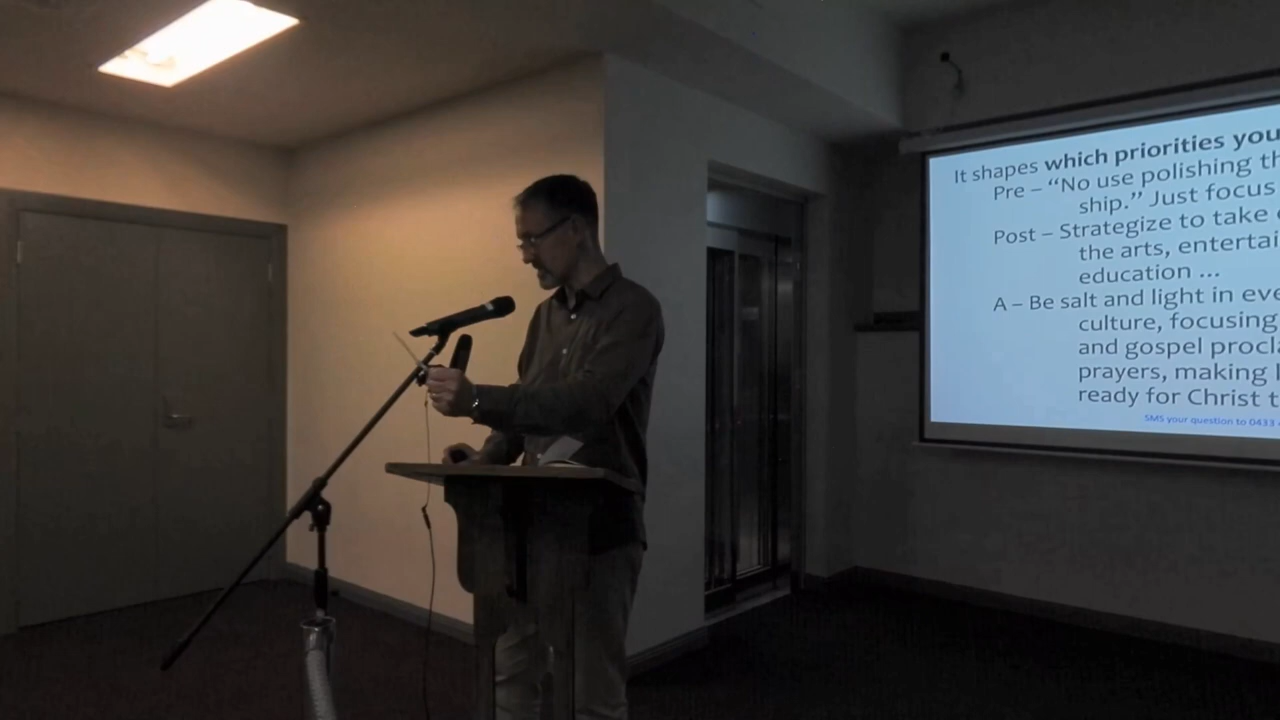 It shapes which priorities you
Pre – “No use polishing th
ship.” Just focus
Post – Strategize to take
the arts, entertai
education ...
A – Be salt and light in eve
culture, focusing
and gospel procla
prayers, making
ready for Christ t
SMS your question to 0433